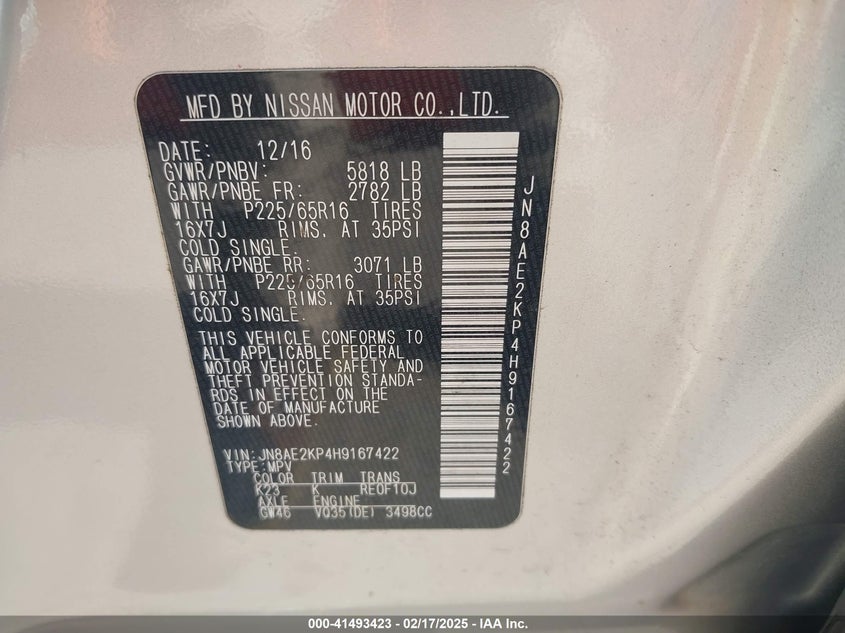 MFD BY NISSAN MOTOR CO.,LTD.
DATE: 12/16
GVWR/PNBV: 5818 LB
GAWR/PNBE FR: 2782 LB
WITH P225/65R16 TIRES
16X7J RIMS. AT 35PSI
COLD SINGLE.
GAWR/PNBE RR: 3071 LB
WITH P225/65R16 TIRES
16X7J RIMS. AT 35PSI
COLD SINGLE.
THIS VEHICLE CONFORMS TO
ALL APPLICABLE FEDERAL
MOTOR VEHICLE SAFETY AND
THEFT PREVENTION STANDA-
RDS IN EFFECT ON THE
DATE OF MANUFACTURE
SHOWN ABOVE.
VIN:JN8AE2KP4H9167422
TYPE:MPV
COLOR TRIM TRANS
K23 K RE0F10J
AXLE ENGINE
GW46 VQ35(DE) 3498CC
JN8AE2KP4H9167422
000-41493423 - 02/17/2025 - IAA Inc.